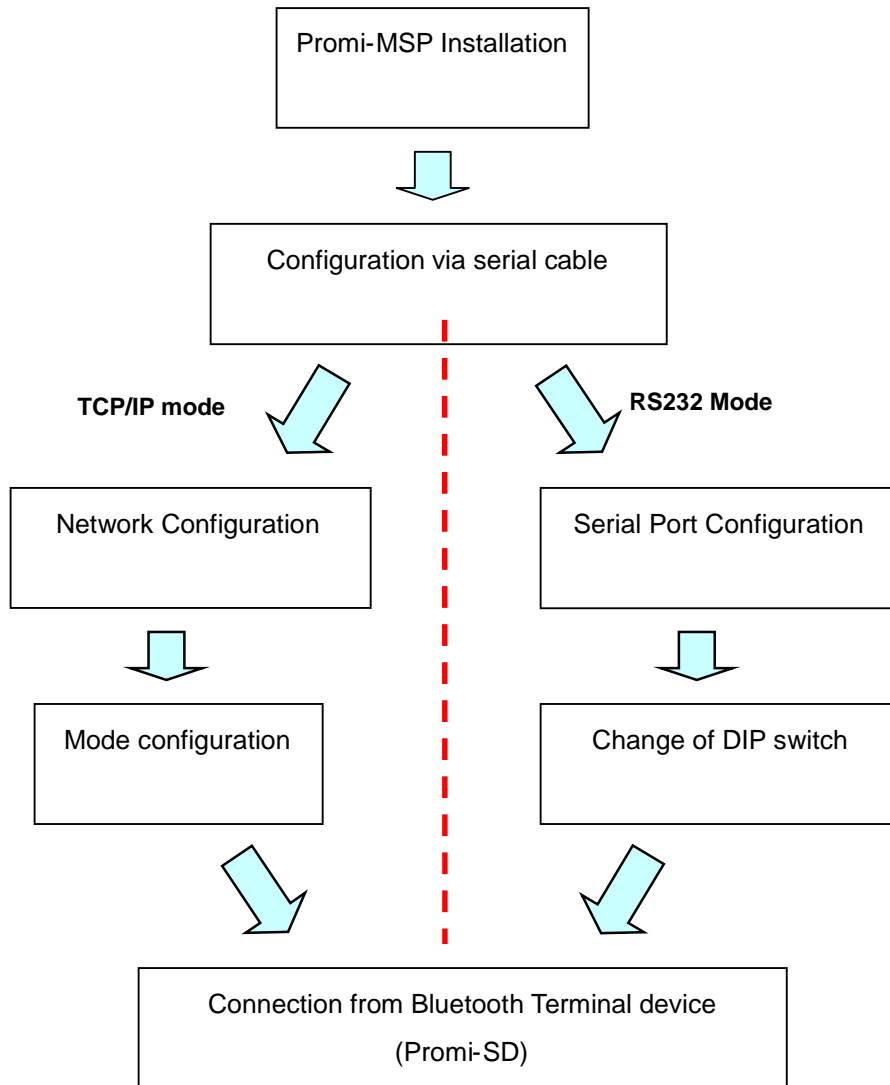 Promi-MSP Installation
Configuration via serial cable
TCP/IP mode
RS232 Mode
Network Configuration
Serial Port Configuration
Mode configuration
Change of DIP switch
Connection from Bluetooth Terminal device
(Promi-SD)